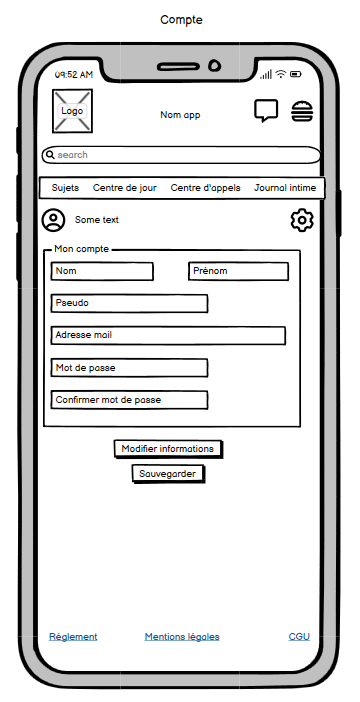 Compte
09:52 AM
Logo
Nom app
search
Sujets Centre de jour Centre d'appels Journal intime
Some text
Mon compte
Nom Prénom
Pseudo
Adresse mail
Mot de passe
Confirmer mot de passe
Modifier informations
Sauvegarder
Réglement Mentions légales CGU